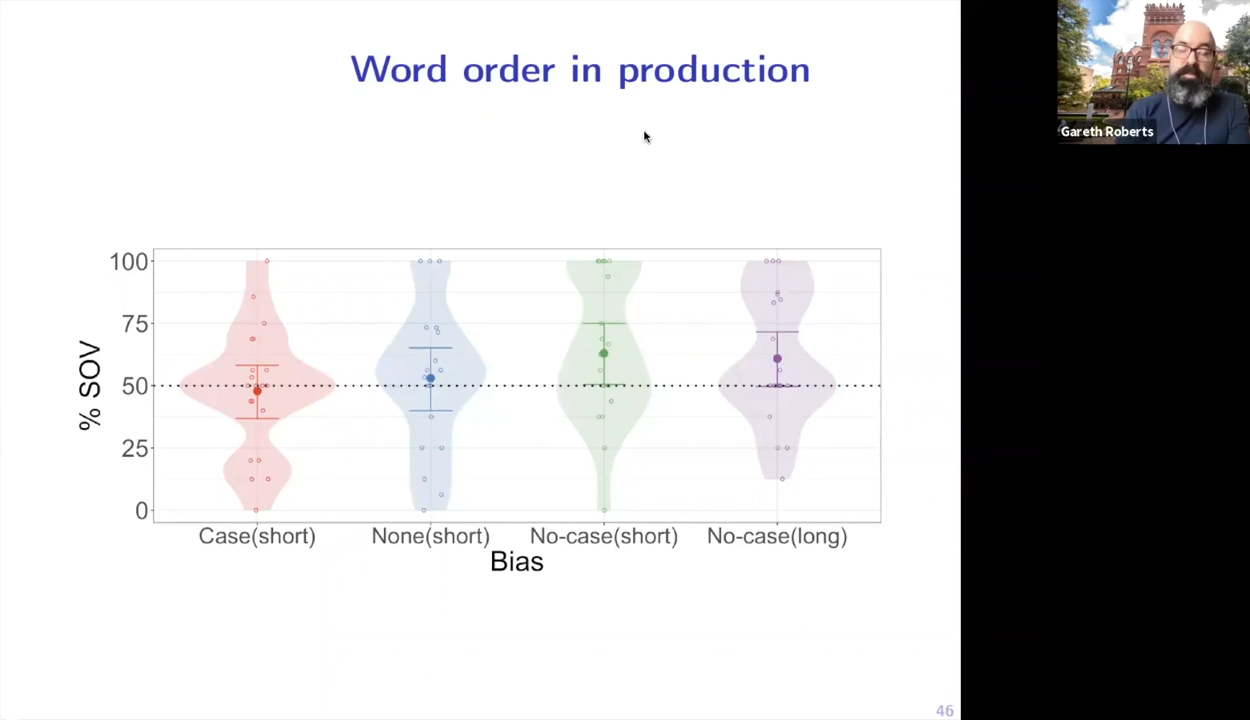 Word order in production
Gareth Roberts
100
75
50
25
0
% SOV
Case(short) None(short) No-case(short) No-case(long)
Bias
46